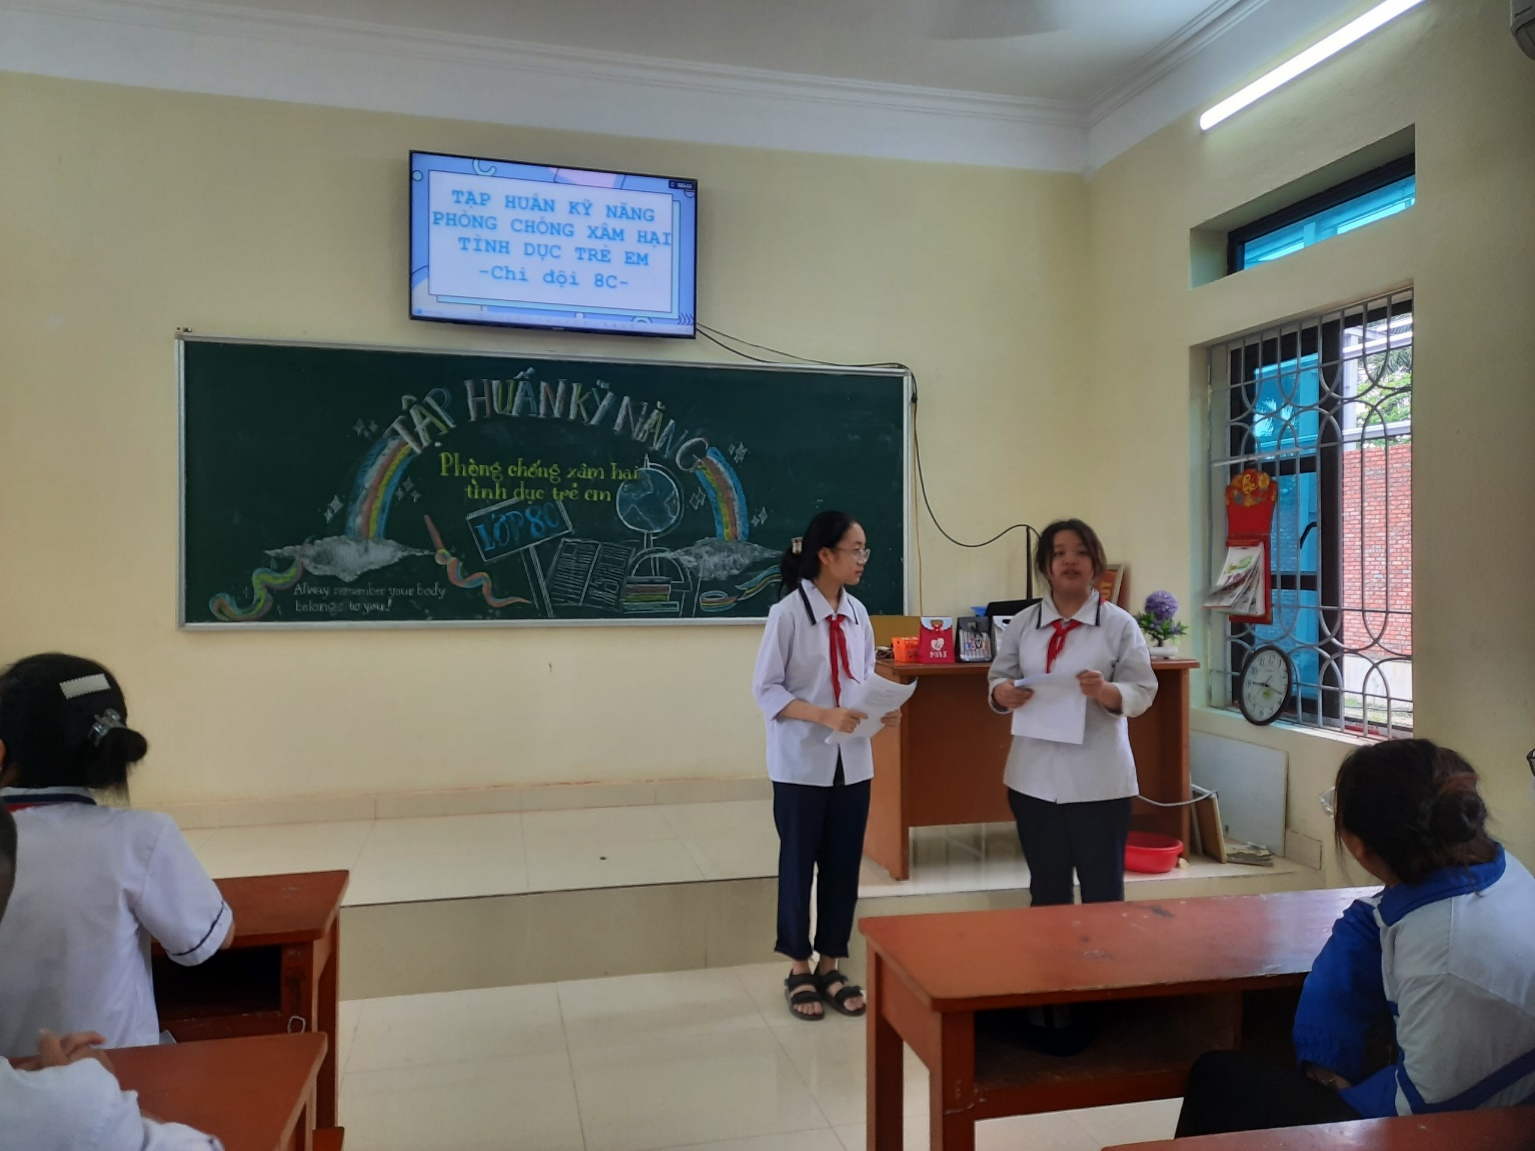 TẬP HUẤN KỸ NĂNG
PHÒNG CHỐNG XÂM HẠI
TÌNH DỤC TRẺ EM
-Chi đội 8C-
TẬP HUẤN KỸ NĂNG
Phòng chống xâm hại
tình dục trẻ em
LỚP 8C
Alway remember your body
belongs to you!